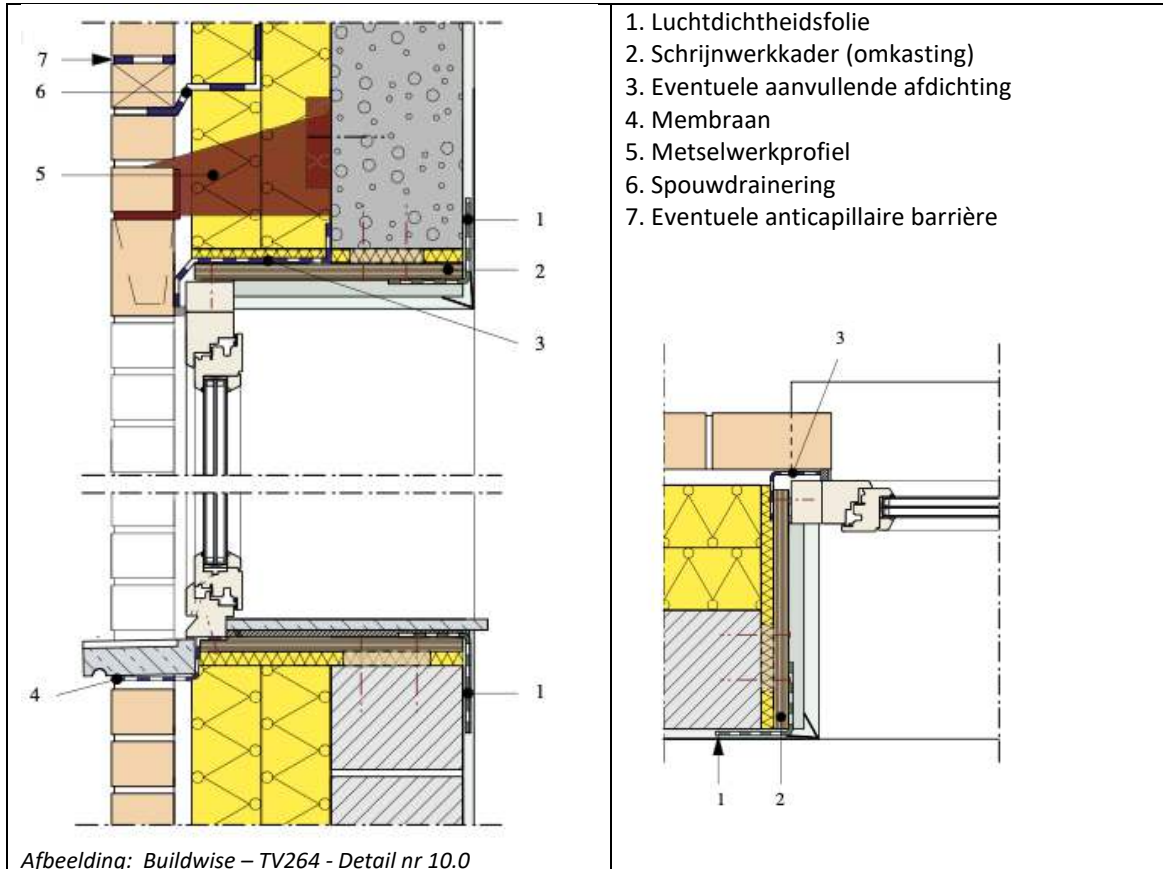 7
6
5
1
2
3
4
1
Afbeelding: Buildwise – TV264 - Detail nr 10.0
1. Luchtdichtheidsfolie
2. Schrijnwerkkader (omkasting)
3. Eventuele aanvullende afdichting
4. Membraan
5. Metselwerkprofiel
6. Spouwdrainering
7. Eventuele anticapillaire barrière
3
1 2